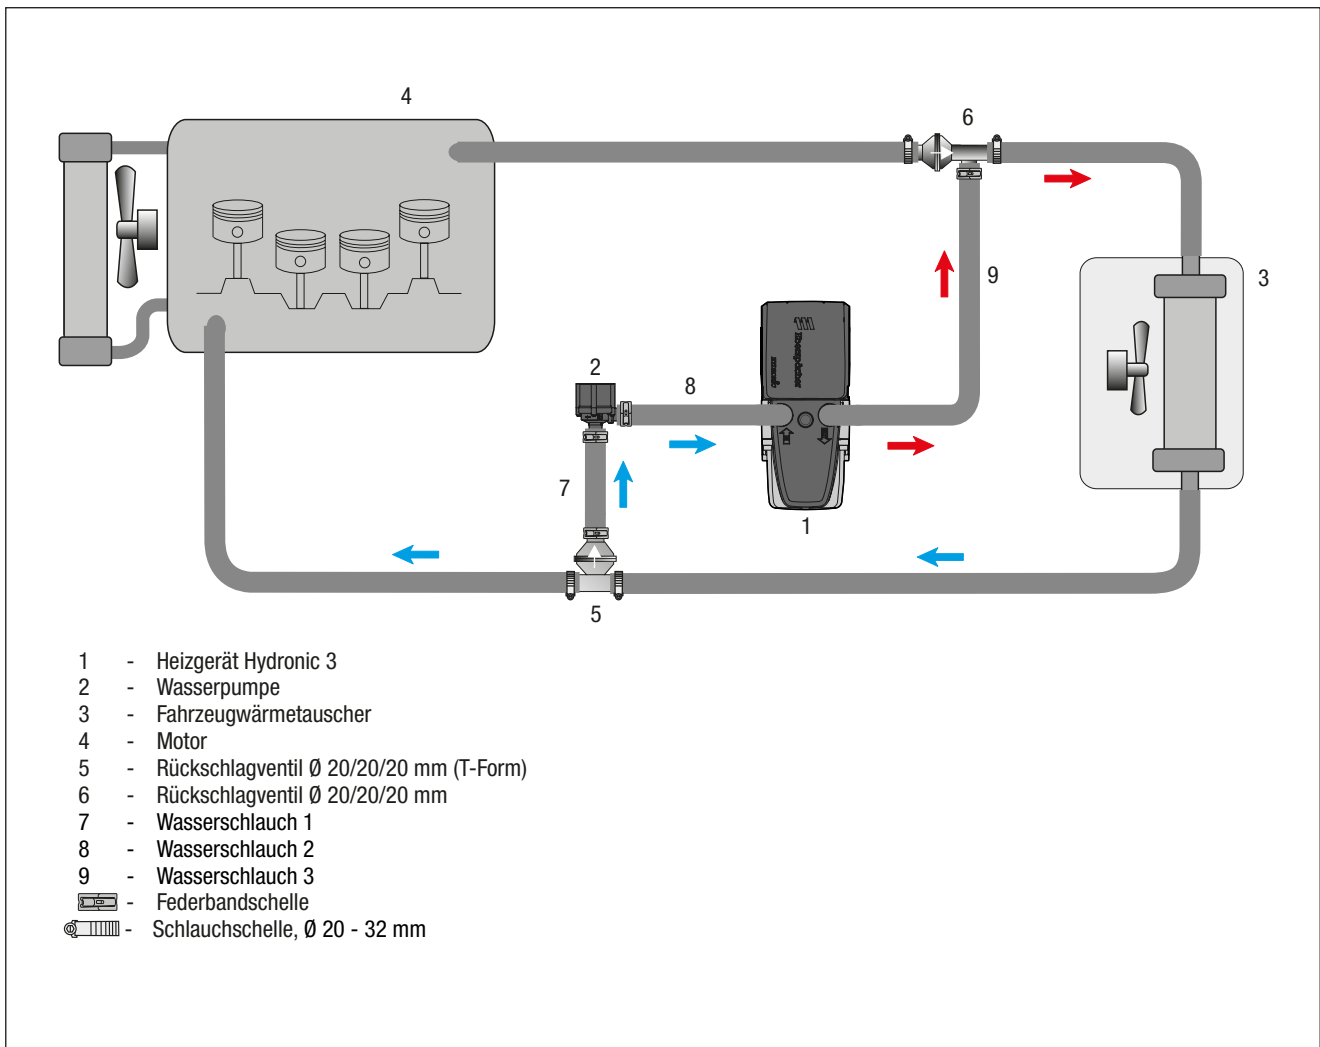 4
6
3
9
2
8
7
1
5
Eberspächer
1 - Heizgerät Hydronic 3
2 - Wasserpumpe
3 - Fahrzeugwärmetauscher
4 - Motor
5 - Rückschlagventil Ø 20/20/20 mm (T-Form)
6 - Rückschlagventil Ø 20/20/20 mm
7 - Wasserschlauch 1
8 - Wasserschlauch 2
9 - Wasserschlauch 3
- Federbandschelle
- Schlauchschelle, Ø 20 - 32 mm